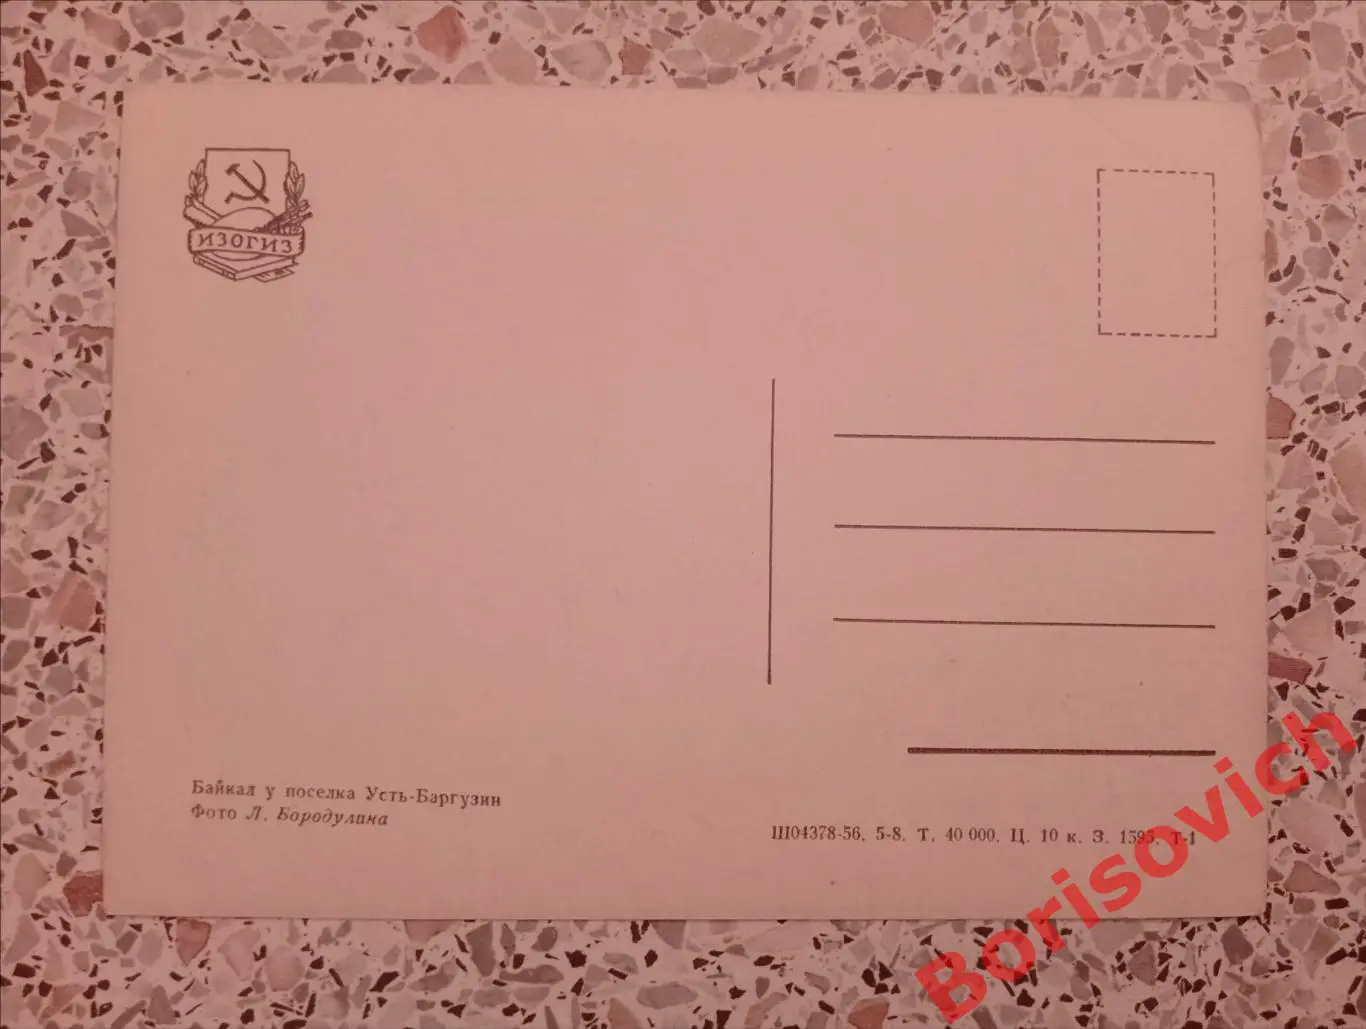 ИЗОГИЗ
Байкал у поселка Усть-Баргузин
Фото Л. Бородулина
Ш04378-56. 5-8. Т. 40 000. Ц. 10 к. З. 1595. Т-1
Borisovich